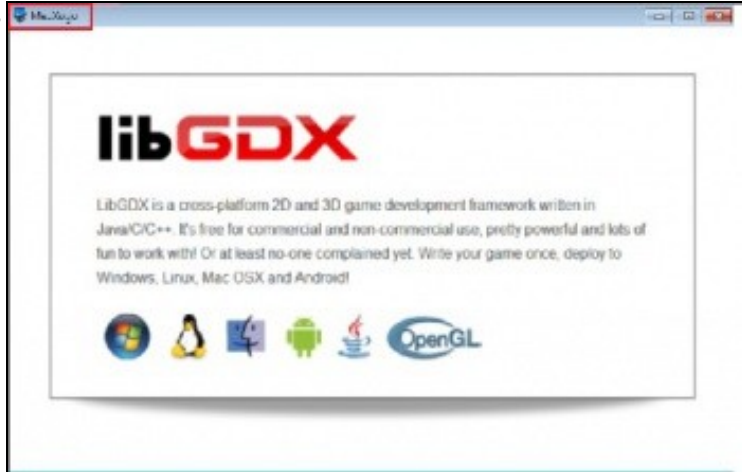 libGDX
LibGDX is a cross-platform 2D and 3D game development framework written in
Java/C/C++. It's free for commercial and non-commercial use, pretty powerful and lots of
fun to work with! Or at least no-one complained yet. Write your game once, deploy to
Windows, Linux, Mac OSX and Android!
OpenGL